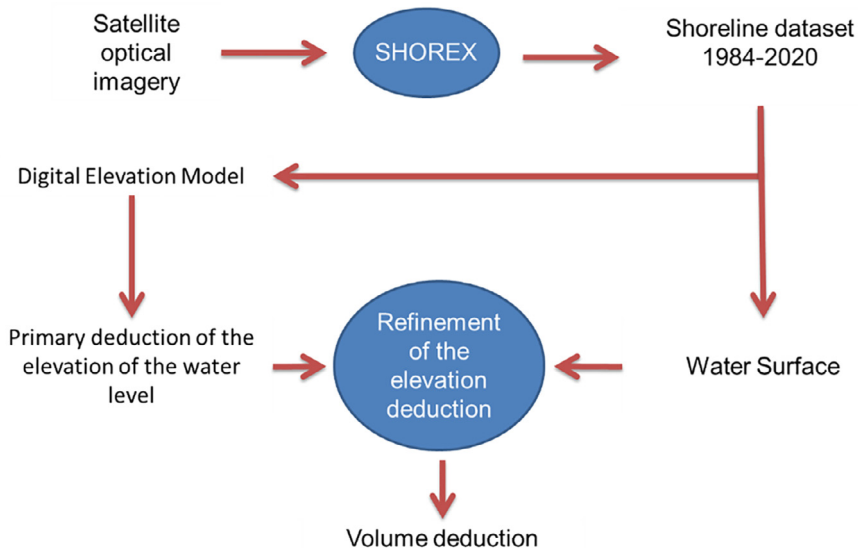 Satellite
optical
imagery
SHOREX
Shoreline dataset
1984-2020
Digital Elevation Model
Primary deduction of the
elevation of the water
level
Refinement
of the
elevation
deduction
Water Surface
Volume deduction